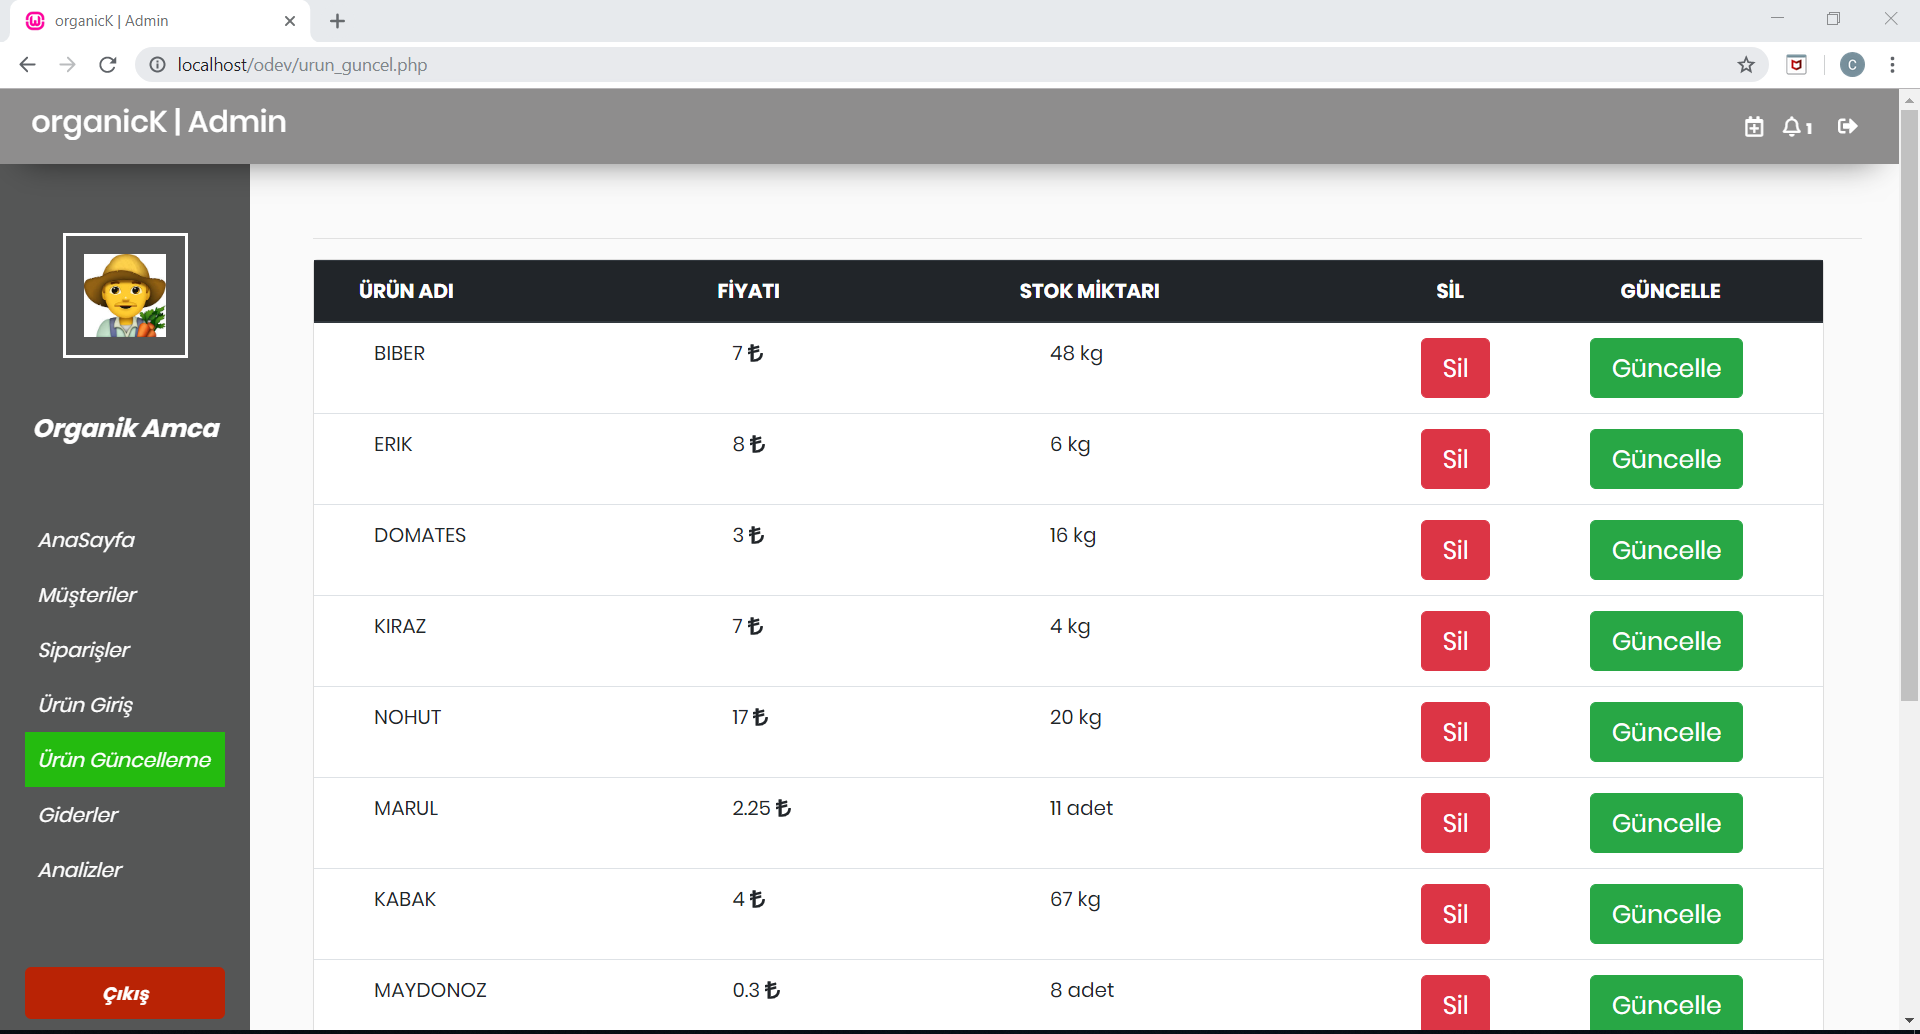 organicK | Admin
localhost/odev/urun_guncel.php
C
organicK | Admin
1
Organik Amca
AnaSayfa
Müşteriler
Siparişler
Ürün Giriş
Ürün Güncelleme
Giderler
Analizler
Çıkış
ÜRÜN ADI FİYATI STOK MİKTARI SİL GÜNCELLE
BIBER 7 ₺ 48 kg Sil Güncelle
ERIK 8 ₺ 6 kg Sil Güncelle
DOMATES 3 ₺ 16 kg Sil Güncelle
KIRAZ 7 ₺ 4 kg Sil Güncelle
NOHUT 17 ₺ 20 kg Sil Güncelle
MARUL 2.25 ₺ 11 adet Sil Güncelle
KABAK 4 ₺ 67 kg Sil Güncelle
MAYDONOZ 0.3 ₺ 8 adet Sil Güncelle